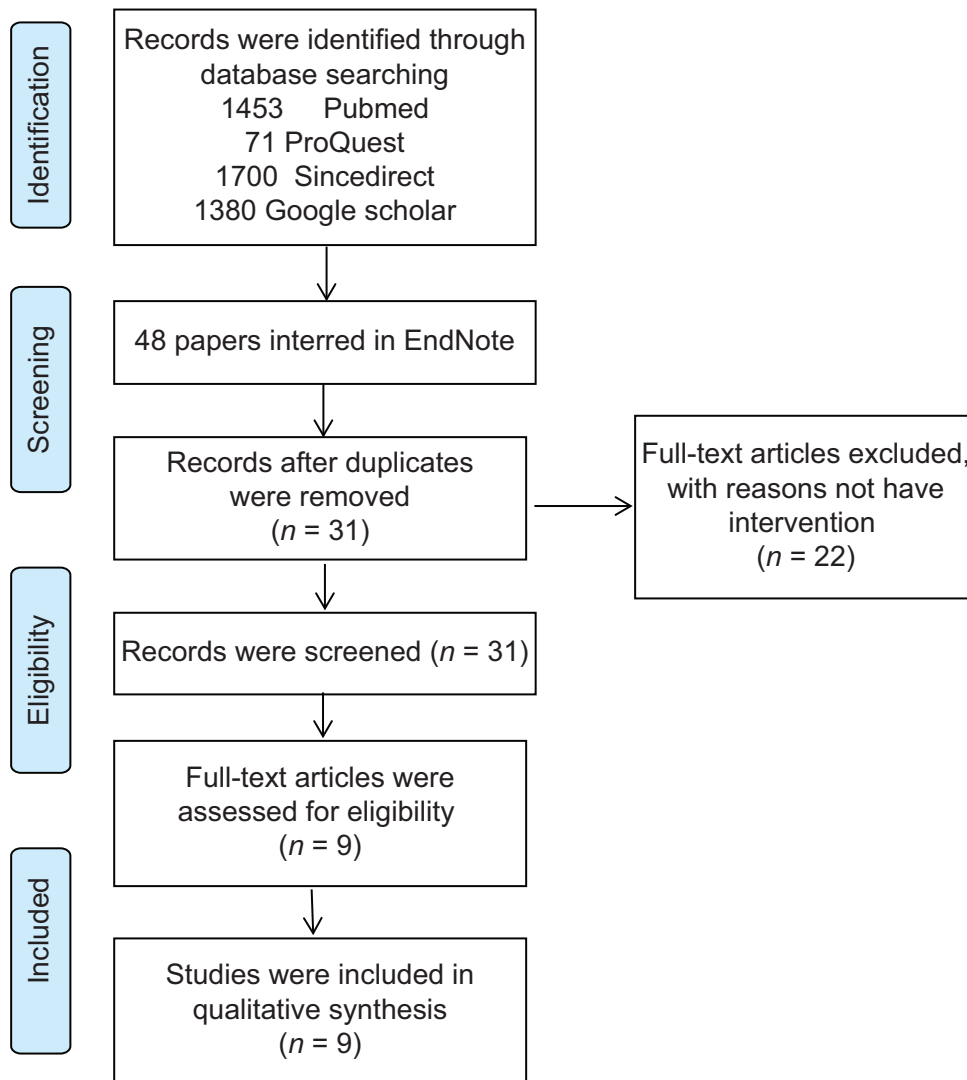 Identification
Records were identified through
database searching
1453 Pubmed
71 ProQuest
1700 Sincedirect
1380 Google scholar
Screening
48 papers interred in EndNote
Records after duplicates
were removed
(n = 31)
Full-text articles excluded,
with reasons not have
intervention
(n = 22)
Eligibility
Records were screened (n = 31)
Full-text articles were
assessed for eligibility
(n = 9)
Included
Studies were included in
qualitative synthesis
(n = 9)